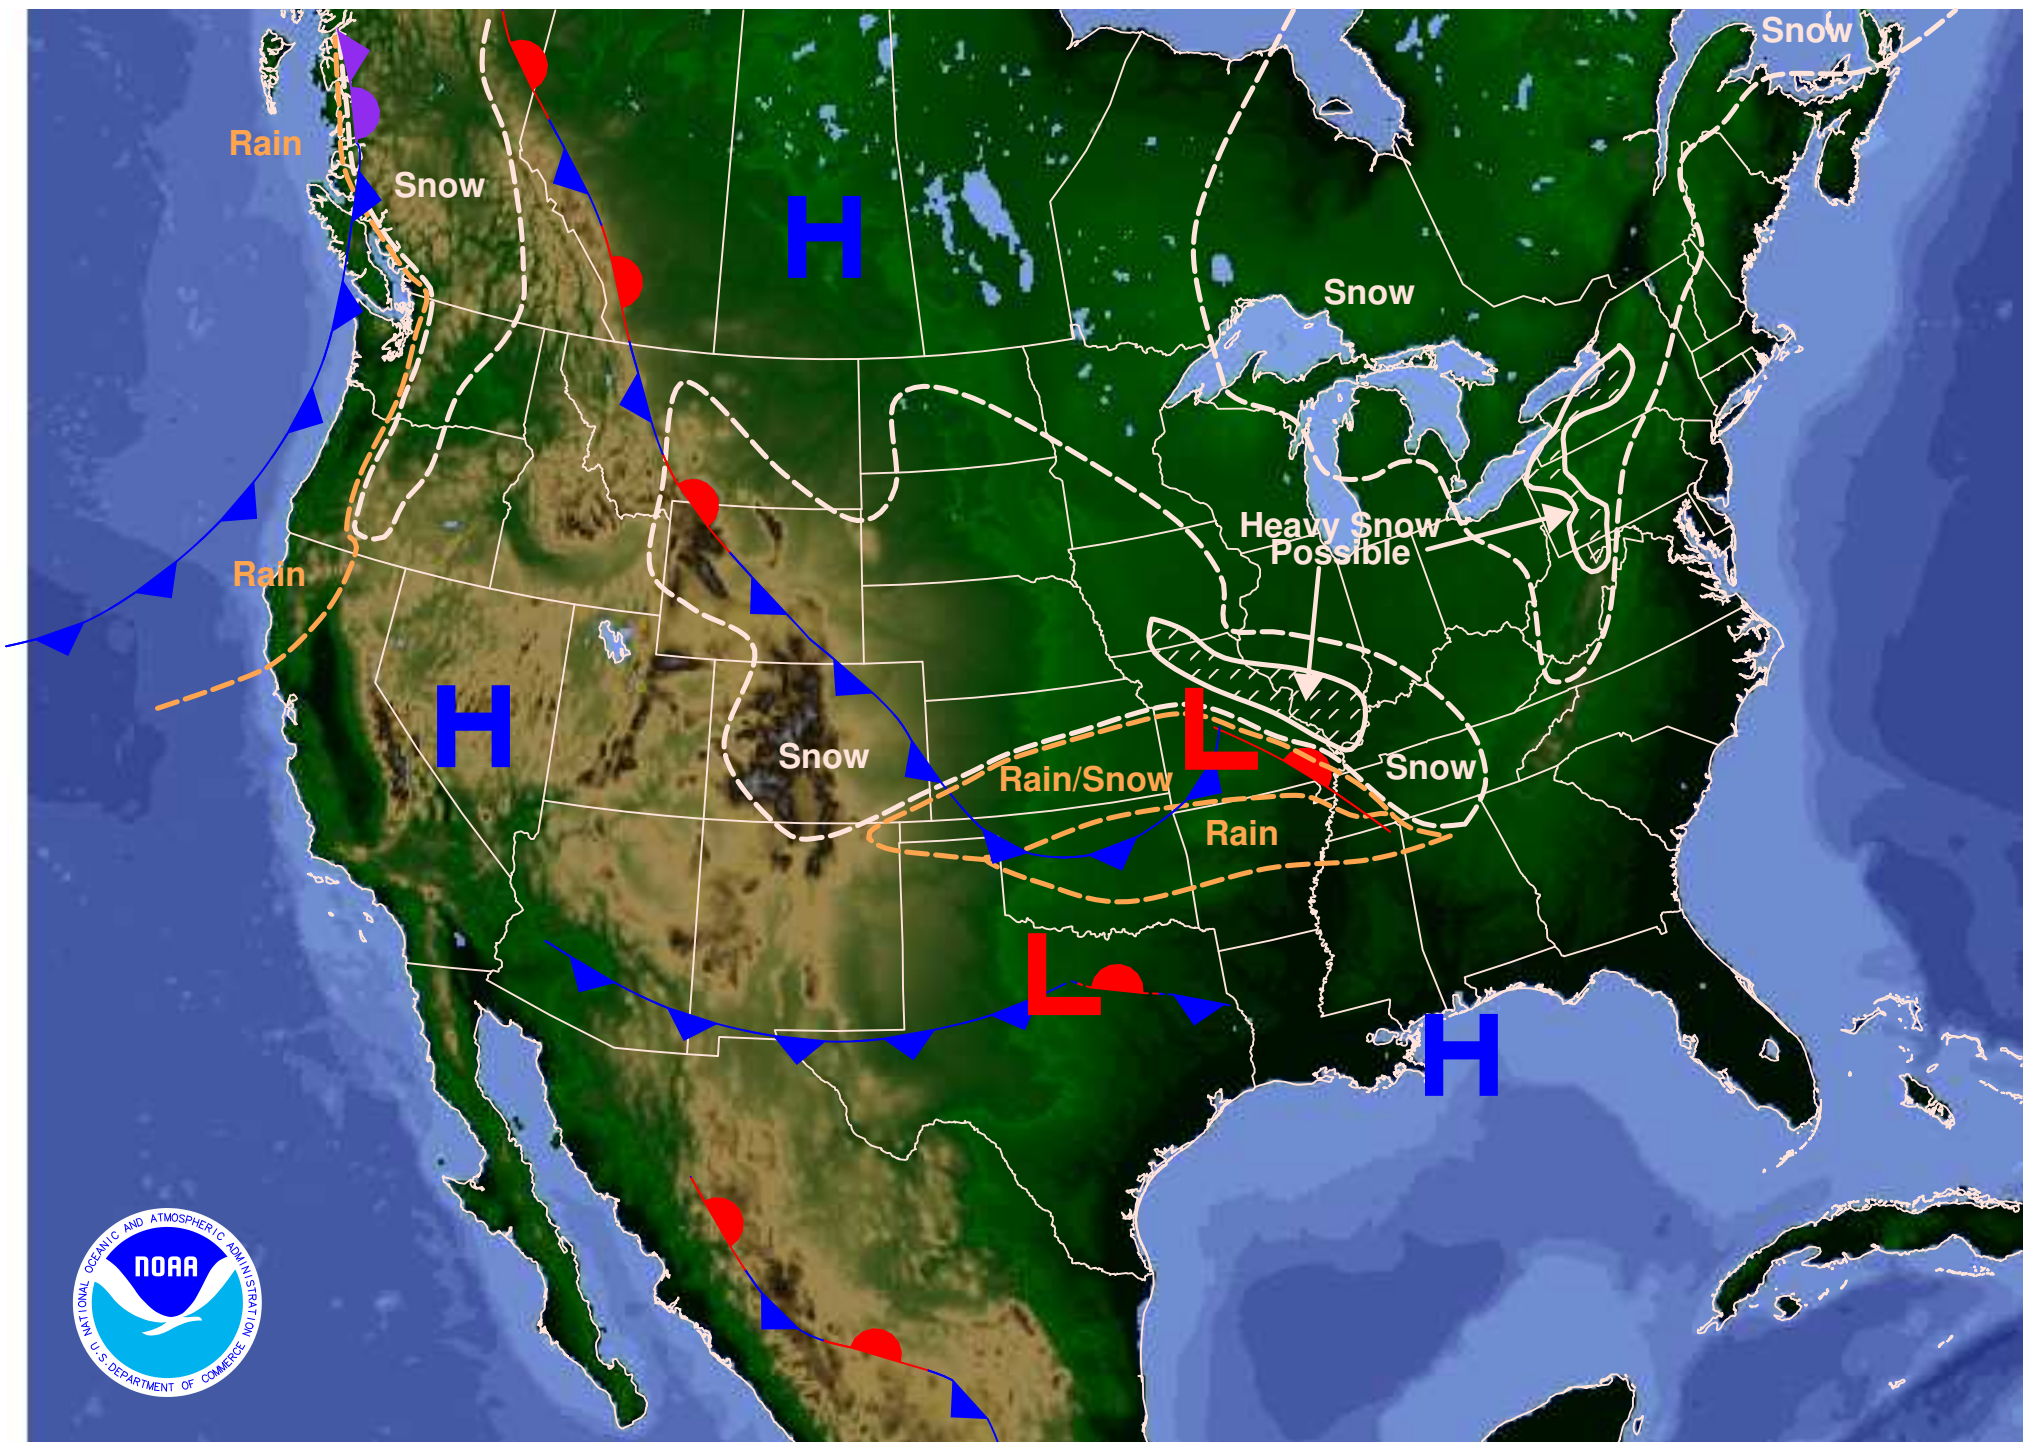 Snow
Rain
Snow
H
Snow
Heavy Snow
Possible
Rain
H
L
Snow
Rain/Snow
Snow
Rain
L
H
NATIONAL OCEANIC AND ATMOSPHERIC ADMINISTRATION
NOAA
U.S. DEPARTMENT OF COMMERCE